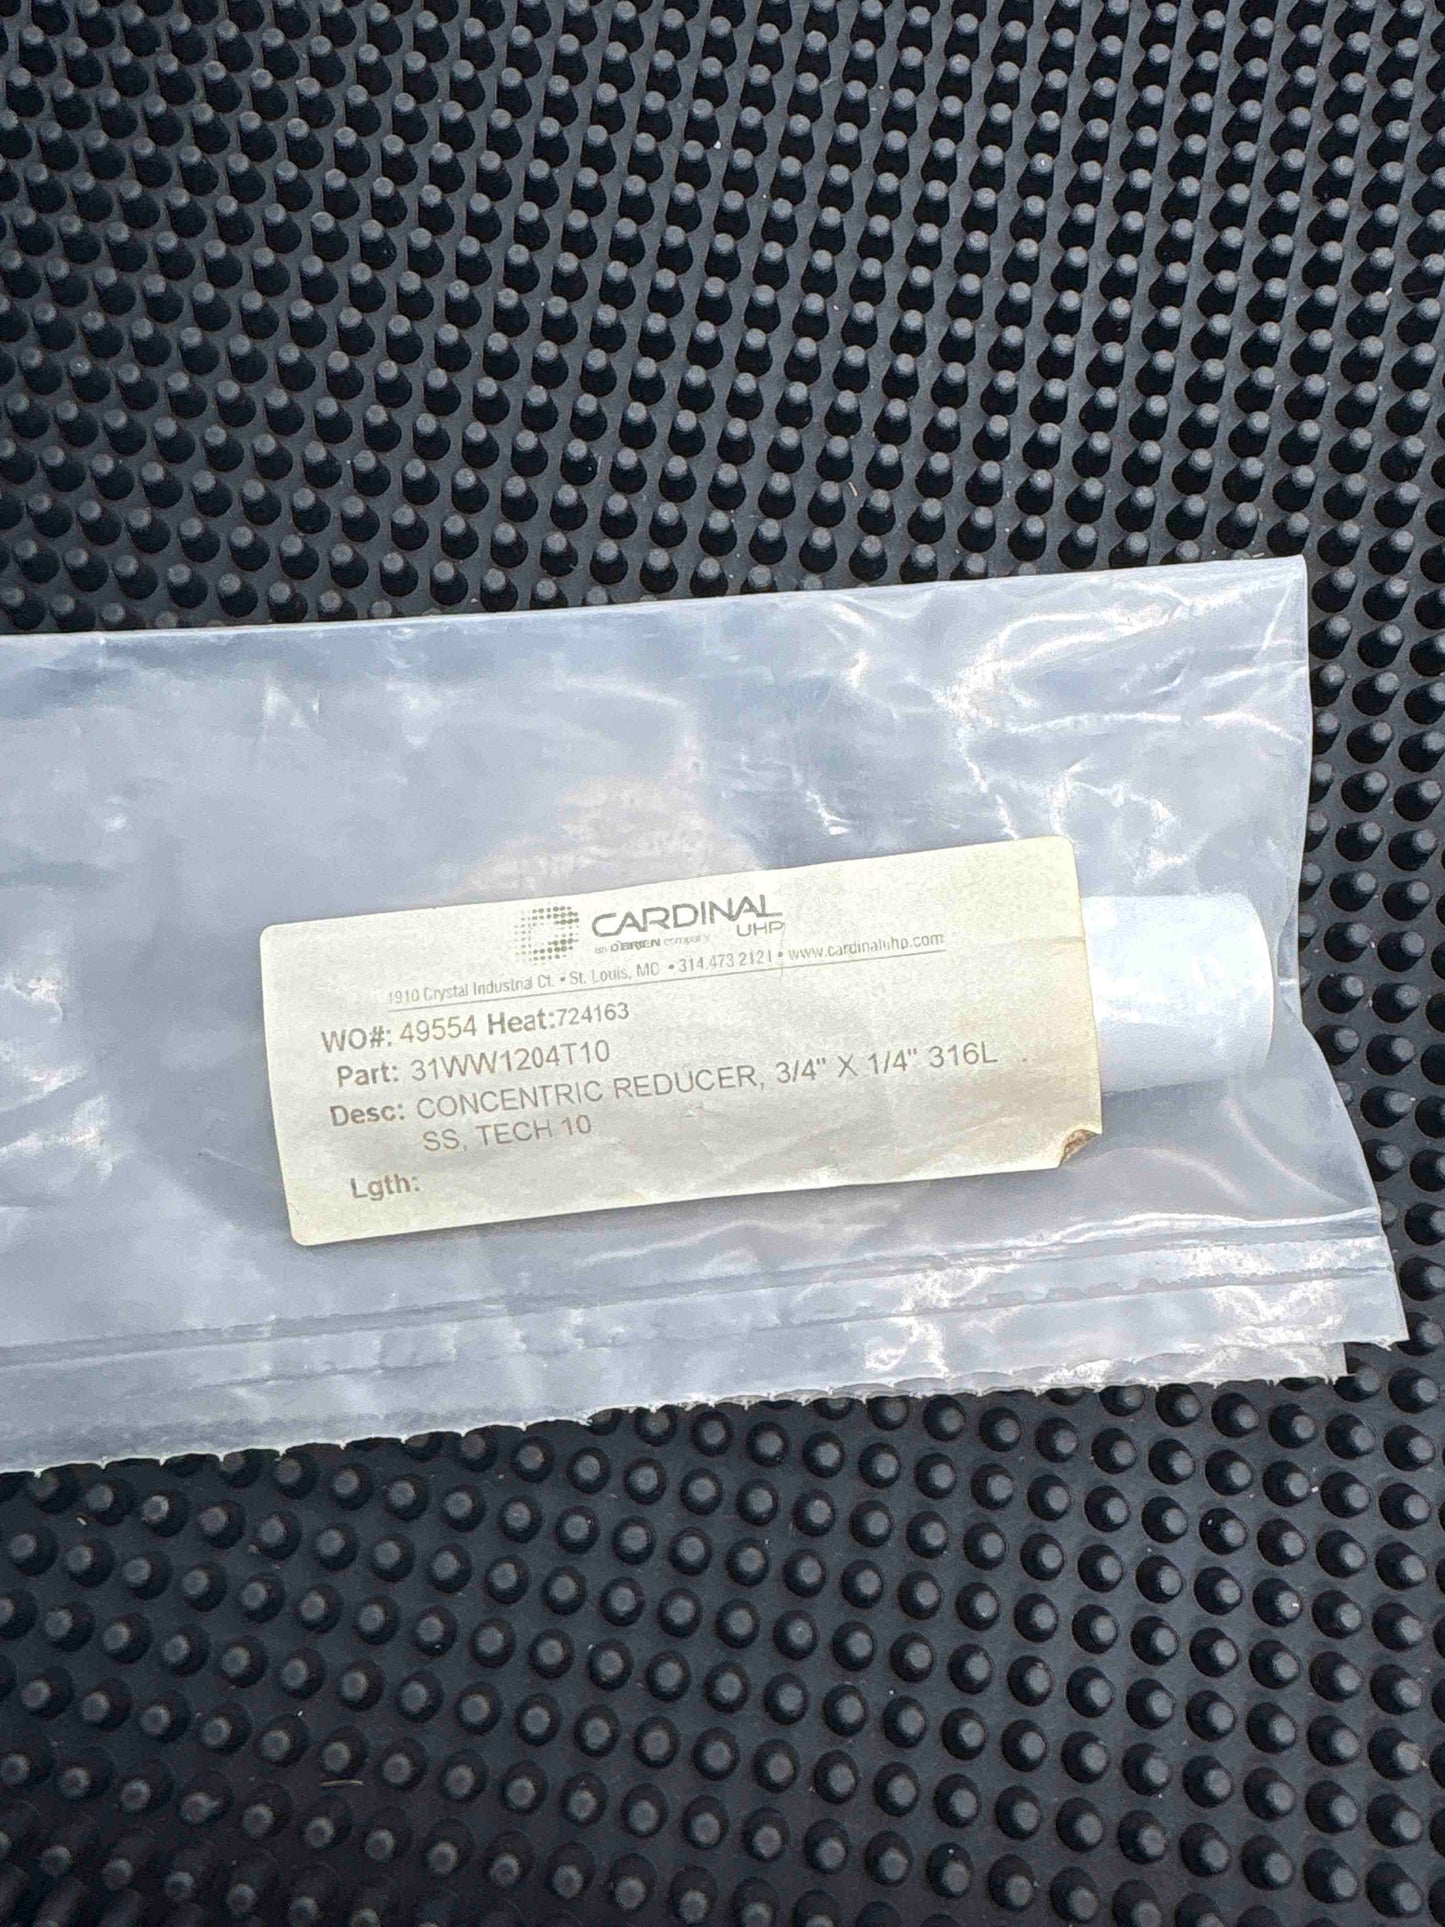 CARDINAL
UHP
an O'BRIEN company
1910 Crystal Industrial Ct. • St. Louis, MO • 314.473.2121 • www.cardinaluhp.com
WO#: 49554 Heat:724163
Part: 31WW1204T10
Desc: CONCENTRIC REDUCER, 3/4" X 1/4" 316L
SS, TECH 10
Lgth: